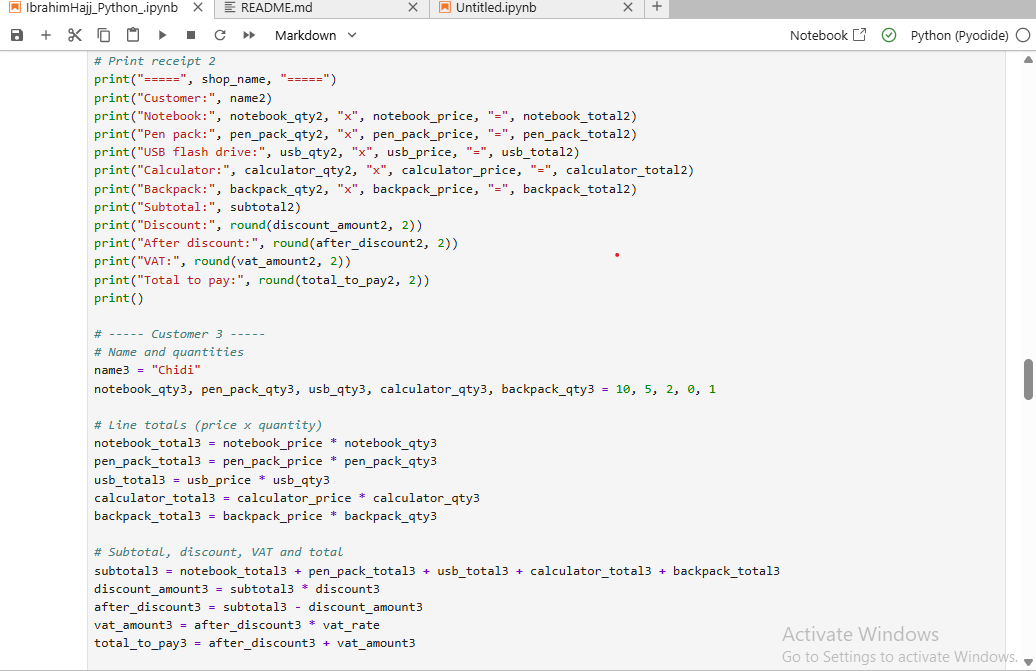 IbrahimHajj_Python_.ipynb
README.md
Untitled.ipynb
Markdown
Notebook
Python (Pyodide)
# Print receipt 2
print("=====", shop_name, "=====")
print("Customer:", name2)
print("Notebook:", notebook_qty2, "x", notebook_price, "=", notebook_total2)
print("Pen pack:", pen_pack_qty2, "x", pen_pack_price, "=", pen_pack_total2)
print("USB flash drive:", usb_qty2, "x", usb_price, "=", usb_total2)
print("Calculator:", calculator_qty2, "x", calculator_price, "=", calculator_total2)
print("Backpack:", backpack_qty2, "x", backpack_price, "=", backpack_total2)
print("Subtotal:", subtotal2)
print("Discount:", round(discount_amount2, 2))
print("After discount:", round(after_discount2, 2))
print("VAT:", round(vat_amount2, 2))
print("Total to pay:", round(total_to_pay2, 2))
print()
# ----- Customer 3 -----
# Name and quantities
name3 = "Chidi"
notebook_qty3, pen_pack_qty3, usb_qty3, calculator_qty3, backpack_qty3 = 10, 5, 2, 0, 1
# Line totals (price x quantity)
notebook_total3 = notebook_price * notebook_qty3
pen_pack_total3 = pen_pack_price * pen_pack_qty3
usb_total3 = usb_price * usb_qty3
calculator_total3 = calculator_price * calculator_qty3
backpack_total3 = backpack_price * backpack_qty3
# Subtotal, discount, VAT and total
subtotal3 = notebook_total3 + pen_pack_total3 + usb_total3 + calculator_total3 + backpack_total3
discount_amount3 = subtotal3 * discount3
after_discount3 = subtotal3 - discount_amount3
vat_amount3 = after_discount3 * vat_rate
total_to_pay3 = after_discount3 + vat_amount3
Activate Windows
Go to Settings to activate Windows.